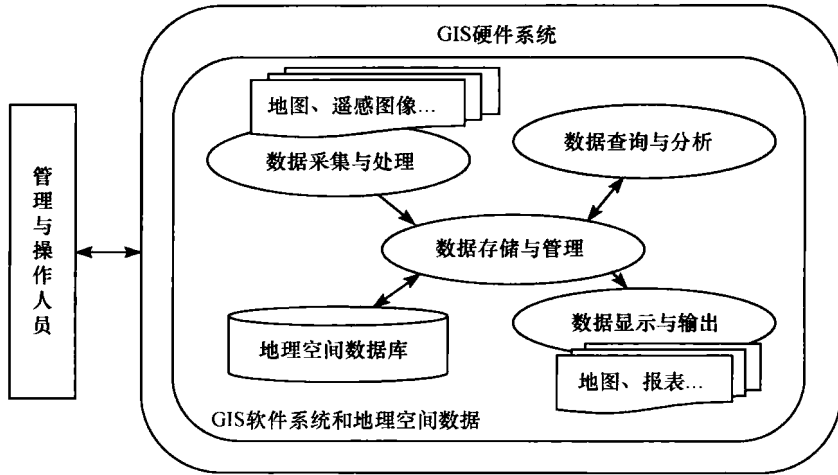 GIS硬件系统
地图、遥感图像...
数据采集与处理
数据查询与分析
管理与操作人员
数据存储与管理
地理空间数据库
数据显示与输出
地图、报表...
GIS软件系统和地理空间数据